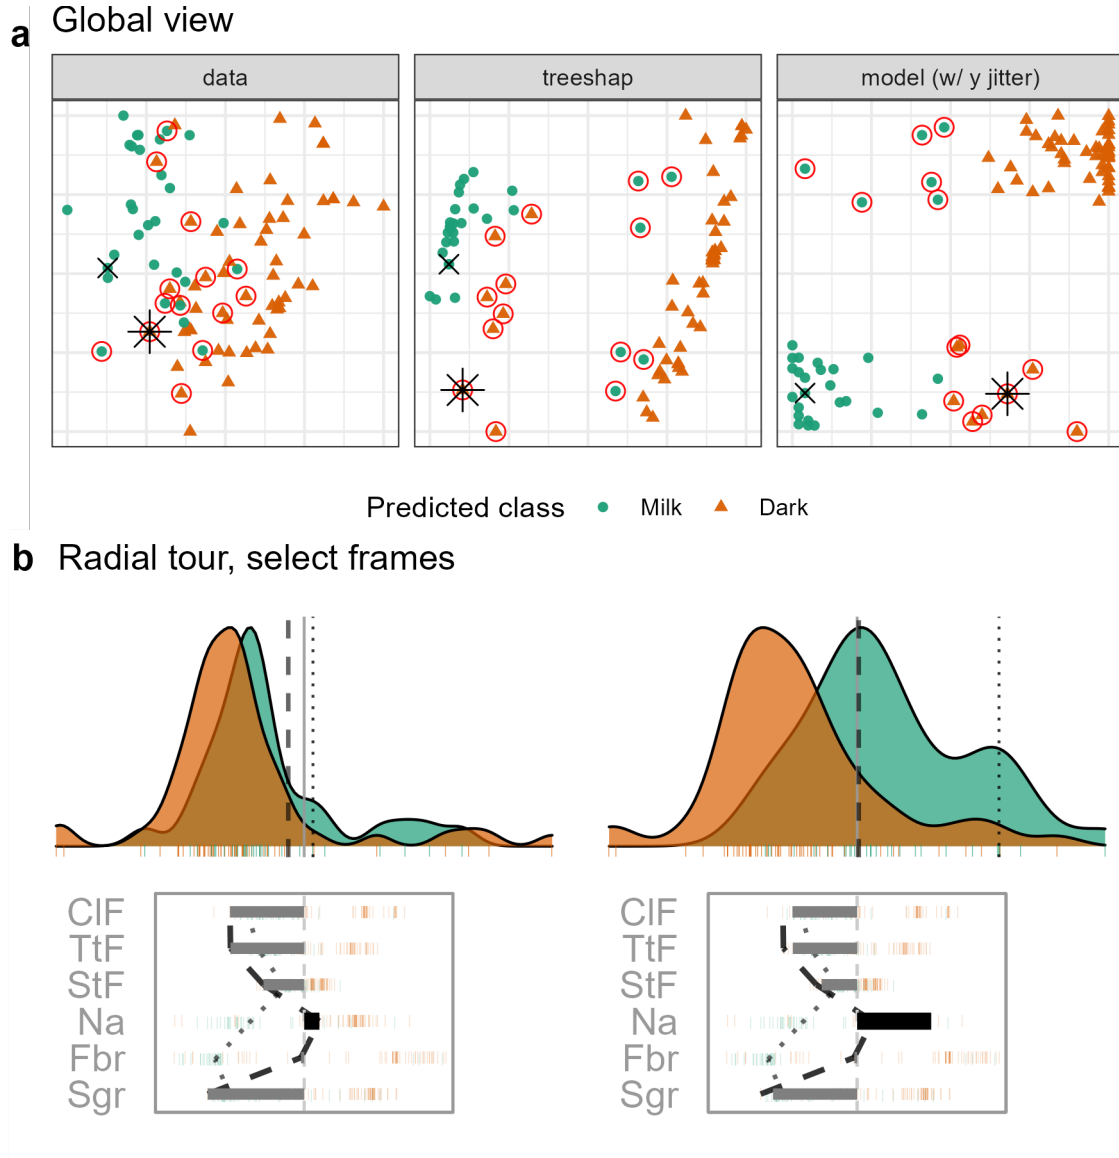 a Global view
data treeshap model (w/ y jitter)
Predicted class Milk Dark
b Radial tour, select frames
ClF ClF
TtF TtF
StF StF
Na Na
Fbr Fbr
Sgr Sgr